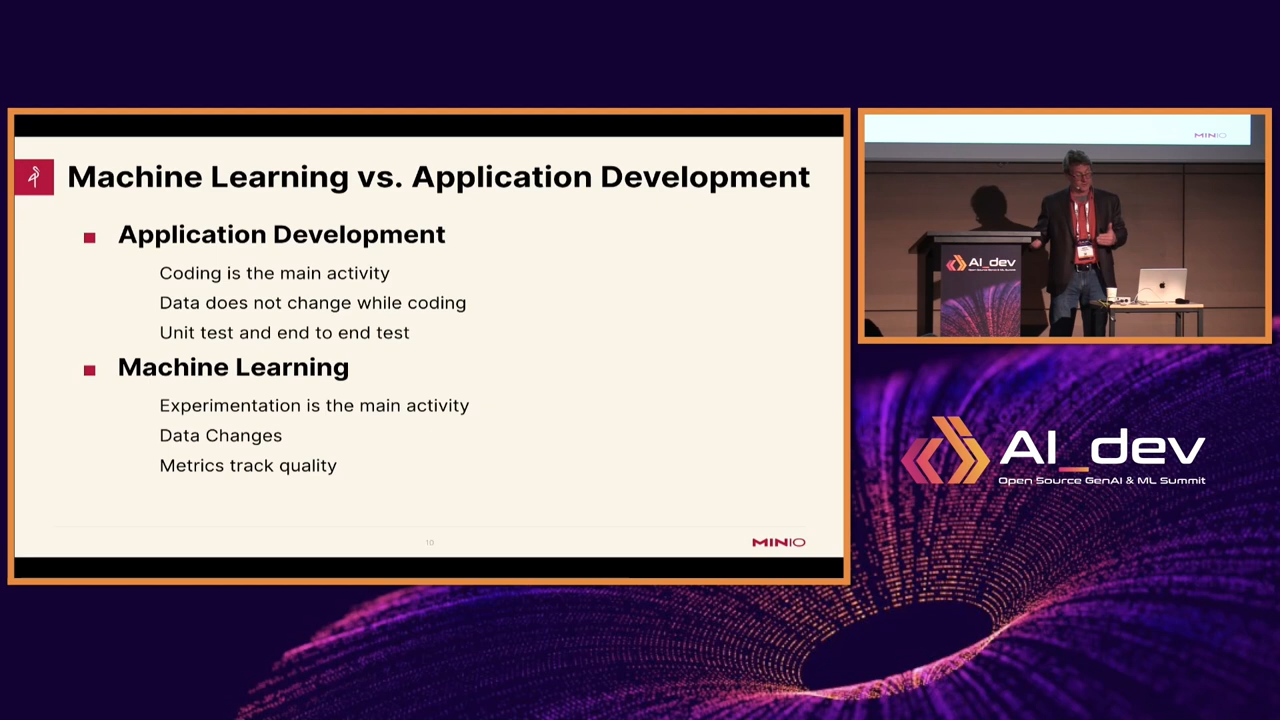 Machine Learning vs. Application Development
Application Development
Coding is the main activity
Data does not change while coding
Unit test and end to end test
Machine Learning
Experimentation is the main activity
Data Changes
Metrics track quality
10
MINIO
MINIO
AI_dev
AI_dev
Open Source GenAI & ML Summit